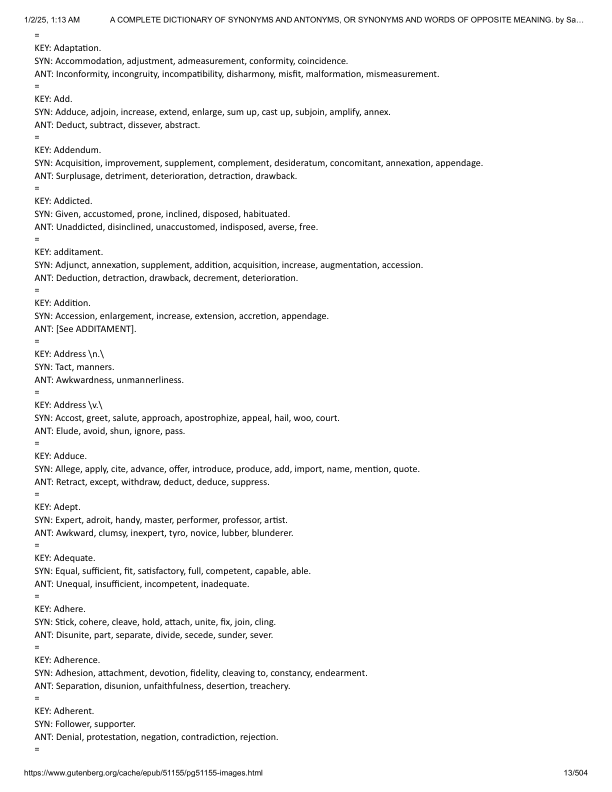 1/2/25, 1:13 AM A COMPLETE DICTIONARY OF SYNONYMS AND ANTONYMS, OR SYNONYMS AND WORDS OF OPPOSITE MEANING. by Sa…
=
KEY: Adaptation.
SYN: Accommodation, adjustment, admeasurement, conformity, coincidence.
ANT: Inconformity, incongruity, incompatibility, disharmony, misfit, malformation, mismeasurement.
=
KEY: Add.
SYN: Adduce, adjoin, increase, extend, enlarge, sum up, cast up, subjoin, amplify, annex.
ANT: Deduct, subtract, dissever, abstract.
=
KEY: Addendum.
SYN: Acquisition, improvement, supplement, complement, desideratum, concomitant, annexation, appendage.
ANT: Surplusage, detriment, deterioration, detraction, drawback.
=
KEY: Addicted.
SYN: Given, accustomed, prone, inclined, disposed, habituated.
ANT: Unaddicted, disinclined, unaccustomed, indisposed, averse, free.
=
KEY: additament.
SYN: Adjunct, annexation, supplement, addition, acquisition, increase, augmentation, accession.
ANT: Deduction, detraction, drawback, decrement, deterioration.
=
KEY: Addition.
SYN: Accession, enlargement, increase, extension, accretion, appendage.
ANT: [See ADDITAMENT].
=
KEY: Address \n.\
SYN: Tact, manners.
ANT: Awkwardness, unmannerliness.
=
KEY: Address \v.\
SYN: Accost, greet, salute, approach, apostrophize, appeal, hail, woo, court.
ANT: Elude, avoid, shun, ignore, pass.
=
KEY: Adduce.
SYN: Allege, apply, cite, advance, offer, introduce, produce, add, import, name, mention, quote.
ANT: Retract, except, withdraw, deduct, deduce, suppress.
=
KEY: Adept.
SYN: Expert, adroit, handy, master, performer, professor, artist.
ANT: Awkward, clumsy, inexpert, tyro, novice, lubber, blunderer.
=
KEY: Adequate.
SYN: Equal, sufficient, fit, satisfactory, full, competent, capable, able.
ANT: Unequal, insufficient, incompetent, inadequate.
=
KEY: Adhere.
SYN: Stick, cohere, cleave, hold, attach, unite, fix, join, cling.
ANT: Disunite, part, separate, divide, secede, sunder, sever.
=
KEY: Adherence.
SYN: Adhesion, attachment, devotion, fidelity, cleaving to, constancy, endearment.
ANT: Separation, disunion, unfaithfulness, desertion, treachery.
=
KEY: Adherent.
SYN: Follower, supporter.
ANT: Denial, protestation, negation, contradiction, rejection.
=
https://www.gutenberg.org/cache/epub/51155/pg51155-images.html 13/504